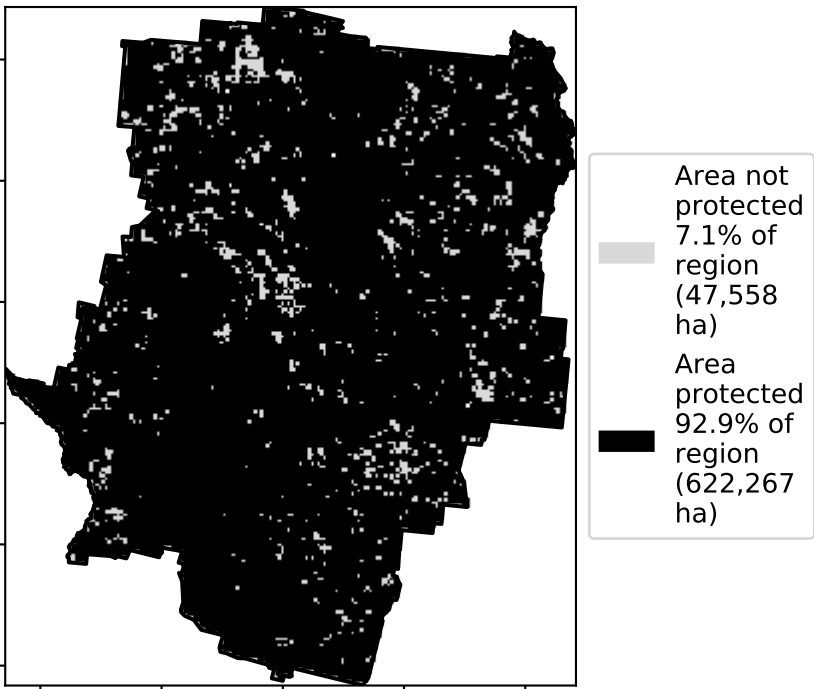 Area not
protected
7.1% of
region
(47,558
ha)
Area
protected
92.9% of
region
(622,267
ha)